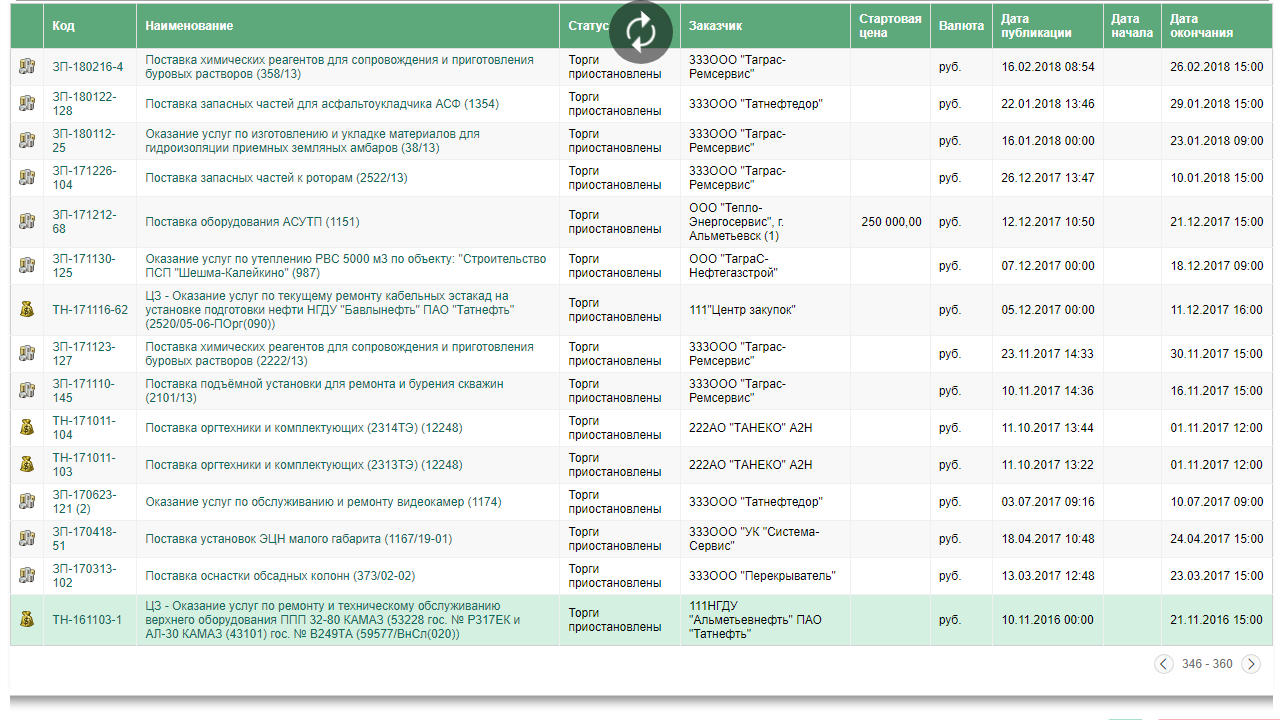 Код Наименование Статус Заказчик Стартовая цена Валюта Дата публикации Дата начала Дата окончания
ЗП-180216-4 Поставка химических реагентов для сопровождения и приготовления буровых растворов (358/13) Торги приостановлены 333ООО "Таграс-Ремсервис" руб. 16.02.2018 08:54 26.02.2018 15:00
ЗП-180122-128 Поставка запасных частей для асфальтоукладчика АСФ (1354) Торги приостановлены 333ООО "Татнефтедор" руб. 22.01.2018 13:46 29.01.2018 15:00
ЗП-180112-25 Оказание услуг по изготовлению и укладке материалов для гидроизоляции приемных земляных амбаров (38/13) Торги приостановлены 333ООО "Таграс-Ремсервис" руб. 16.01.2018 00:00 23.01.2018 09:00
ЗП-171226-104 Поставка запасных частей к роторам (2522/13) Торги приостановлены 333ООО "Таграс-Ремсервис" руб. 26.12.2017 13:47 10.01.2018 15:00
ЗП-171212-68 Поставка оборудования АСУТП (1151) Торги приостановлены ООО "Тепло-Энергосервис", г. Альметьевск (1) 250 000,00 руб. 12.12.2017 10:50 21.12.2017 15:00
ЗП-171130-125 Оказание услуг по утеплению РВС 5000 м3 по объекту: "Строительство ПСП "Шешма-Калейкино" (987) Торги приостановлены ООО "ТаграС-Нефтегазстрой" руб. 07.12.2017 00:00 18.12.2017 09:00
ТН-171116-62 ЦЗ - Оказание услуг по текущему ремонту кабельных эстакад на установке подготовки нефти НГДУ "Бавлынефть" ПАО "Татнефть" (2520/05-06-ПОрг(090)) Торги приостановлены 111"Центр закупок" руб. 05.12.2017 00:00 11.12.2017 16:00
ЗП-171123-127 Поставка химических реагентов для сопровождения и приготовления буровых растворов (2222/13) Торги приостановлены 333ООО "Таграс-Ремсервис" руб. 23.11.2017 14:33 30.11.2017 15:00
ЗП-171110-145 Поставка подъёмной установки для ремонта и бурения скважин (2101/13) Торги приостановлены 333ООО "Таграс-Ремсервис" руб. 10.11.2017 14:36 16.11.2017 15:00
ТН-171011-104 Поставка оргтехники и комплектующих (2314ТЭ) (12248) Торги приостановлены 222АО "ТАНЕКО" А2Н руб. 11.10.2017 13:44 01.11.2017 12:00
ТН-171011-103 Поставка оргтехники и комплектующих (2313ТЭ) (12248) Торги приостановлены 222АО "ТАНЕКО" А2Н руб. 11.10.2017 13:22 01.11.2017 12:00
ЗП-170623-121 (2) Оказание услуг по обслуживанию и ремонту видеокамер (1174) Торги приостановлены 333ООО "Татнефтедор" руб. 03.07.2017 09:16 10.07.2017 09:00
ЗП-170418-51 Поставка установок ЭЦН малого габарита (1167/19-01) Торги приостановлены 333ООО "УК "Система-Сервис" руб. 18.04.2017 10:48 24.04.2017 15:00
ЗП-170313-102 Поставка оснастки обсадных колонн (373/02-02) Торги приостановлены 333ООО "Перекрыватель" руб. 13.03.2017 12:48 23.03.2017 15:00
ТН-161103-1 ЦЗ - Оказание услуг по ремонту и техническому обслуживанию верхнего оборудования ППП 32-80 КАМАЗ (53228 гос. № Р317ЕК и АЛ-30 КАМАЗ (43101) гос. № В249ТА (59577/ВнСл(020)) Торги приостановлены 111НГДУ "Альметьевнефть" ПАО "Татнефть" руб. 10.11.2016 00:00 21.11.2016 15:00
346 - 360